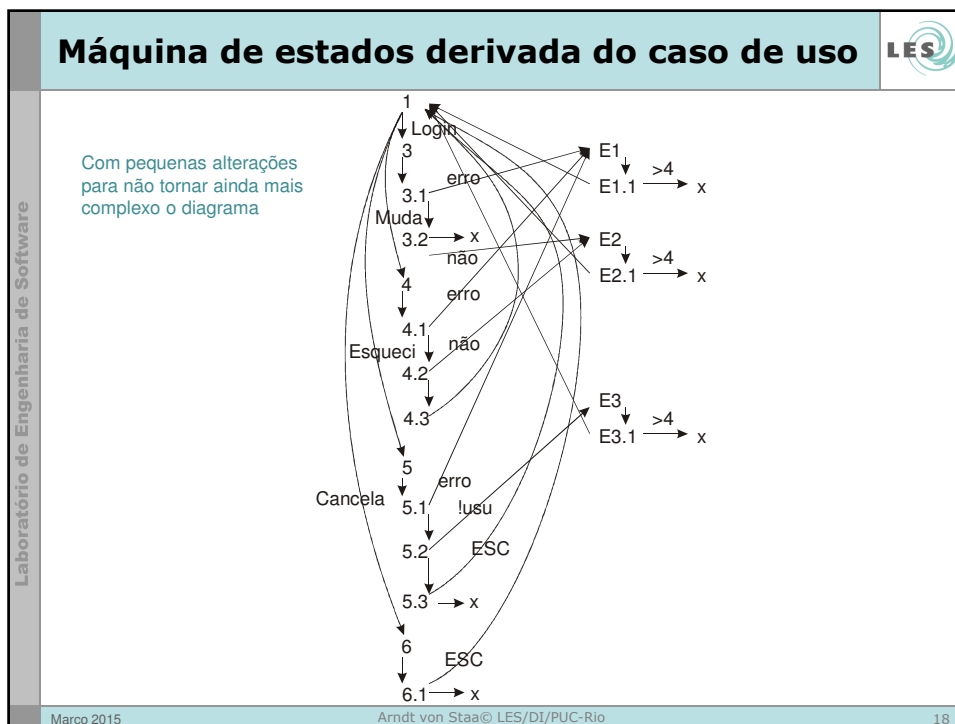 Máquina de estados derivada do caso de uso
LES
Laboratório de Engenharia de Software
Com pequenas alterações
para não tornar ainda mais
complexo o diagrama
1
Login
3
3.1
erro
Muda
3.2
x
não
4
erro
4.1
Esqueci
não
4.2
4.3
5
erro
Cancela
5.1
!usu
5.2
ESC
5.3
x
6
ESC
6.1
x
E1
>4
E1.1
x
E2
>4
E2.1
x
E3
>4
E3.1
x
Março 2015
Arndt von Staa© LES/DI/PUC-Rio
18